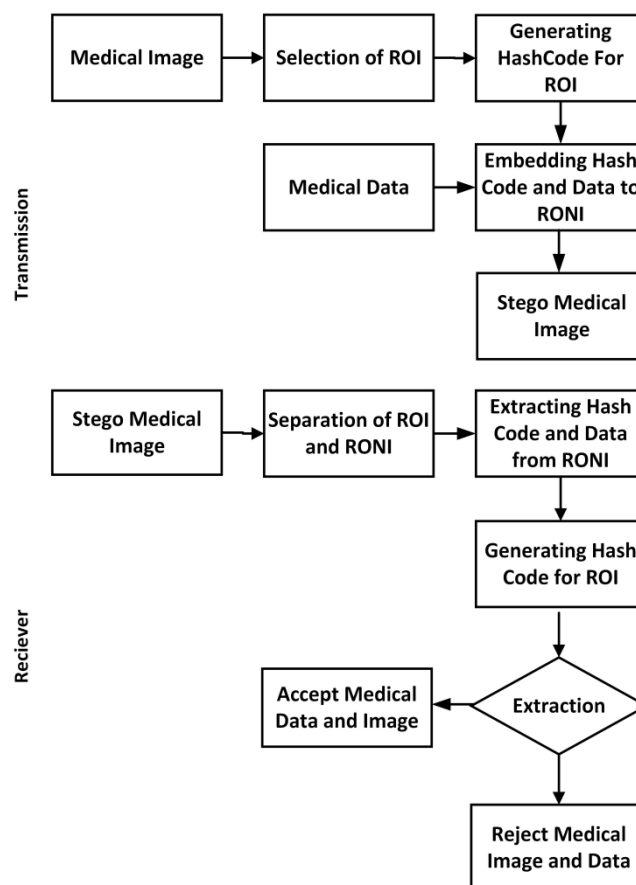 Medical Image
Selection of ROI
Generating
HashCode For
ROI
Medical Data
Embedding Hash
Code and Data to
RONI
Transmission
Stego Medical
Image
Stego Medical
Image
Separation of ROI
and RONI
Extracting Hash
Code and Data
from RONI
Generating Hash
Code for ROI
Reciever
Accept Medical
Data and Image
Extraction
Reject Medical
Image and Data